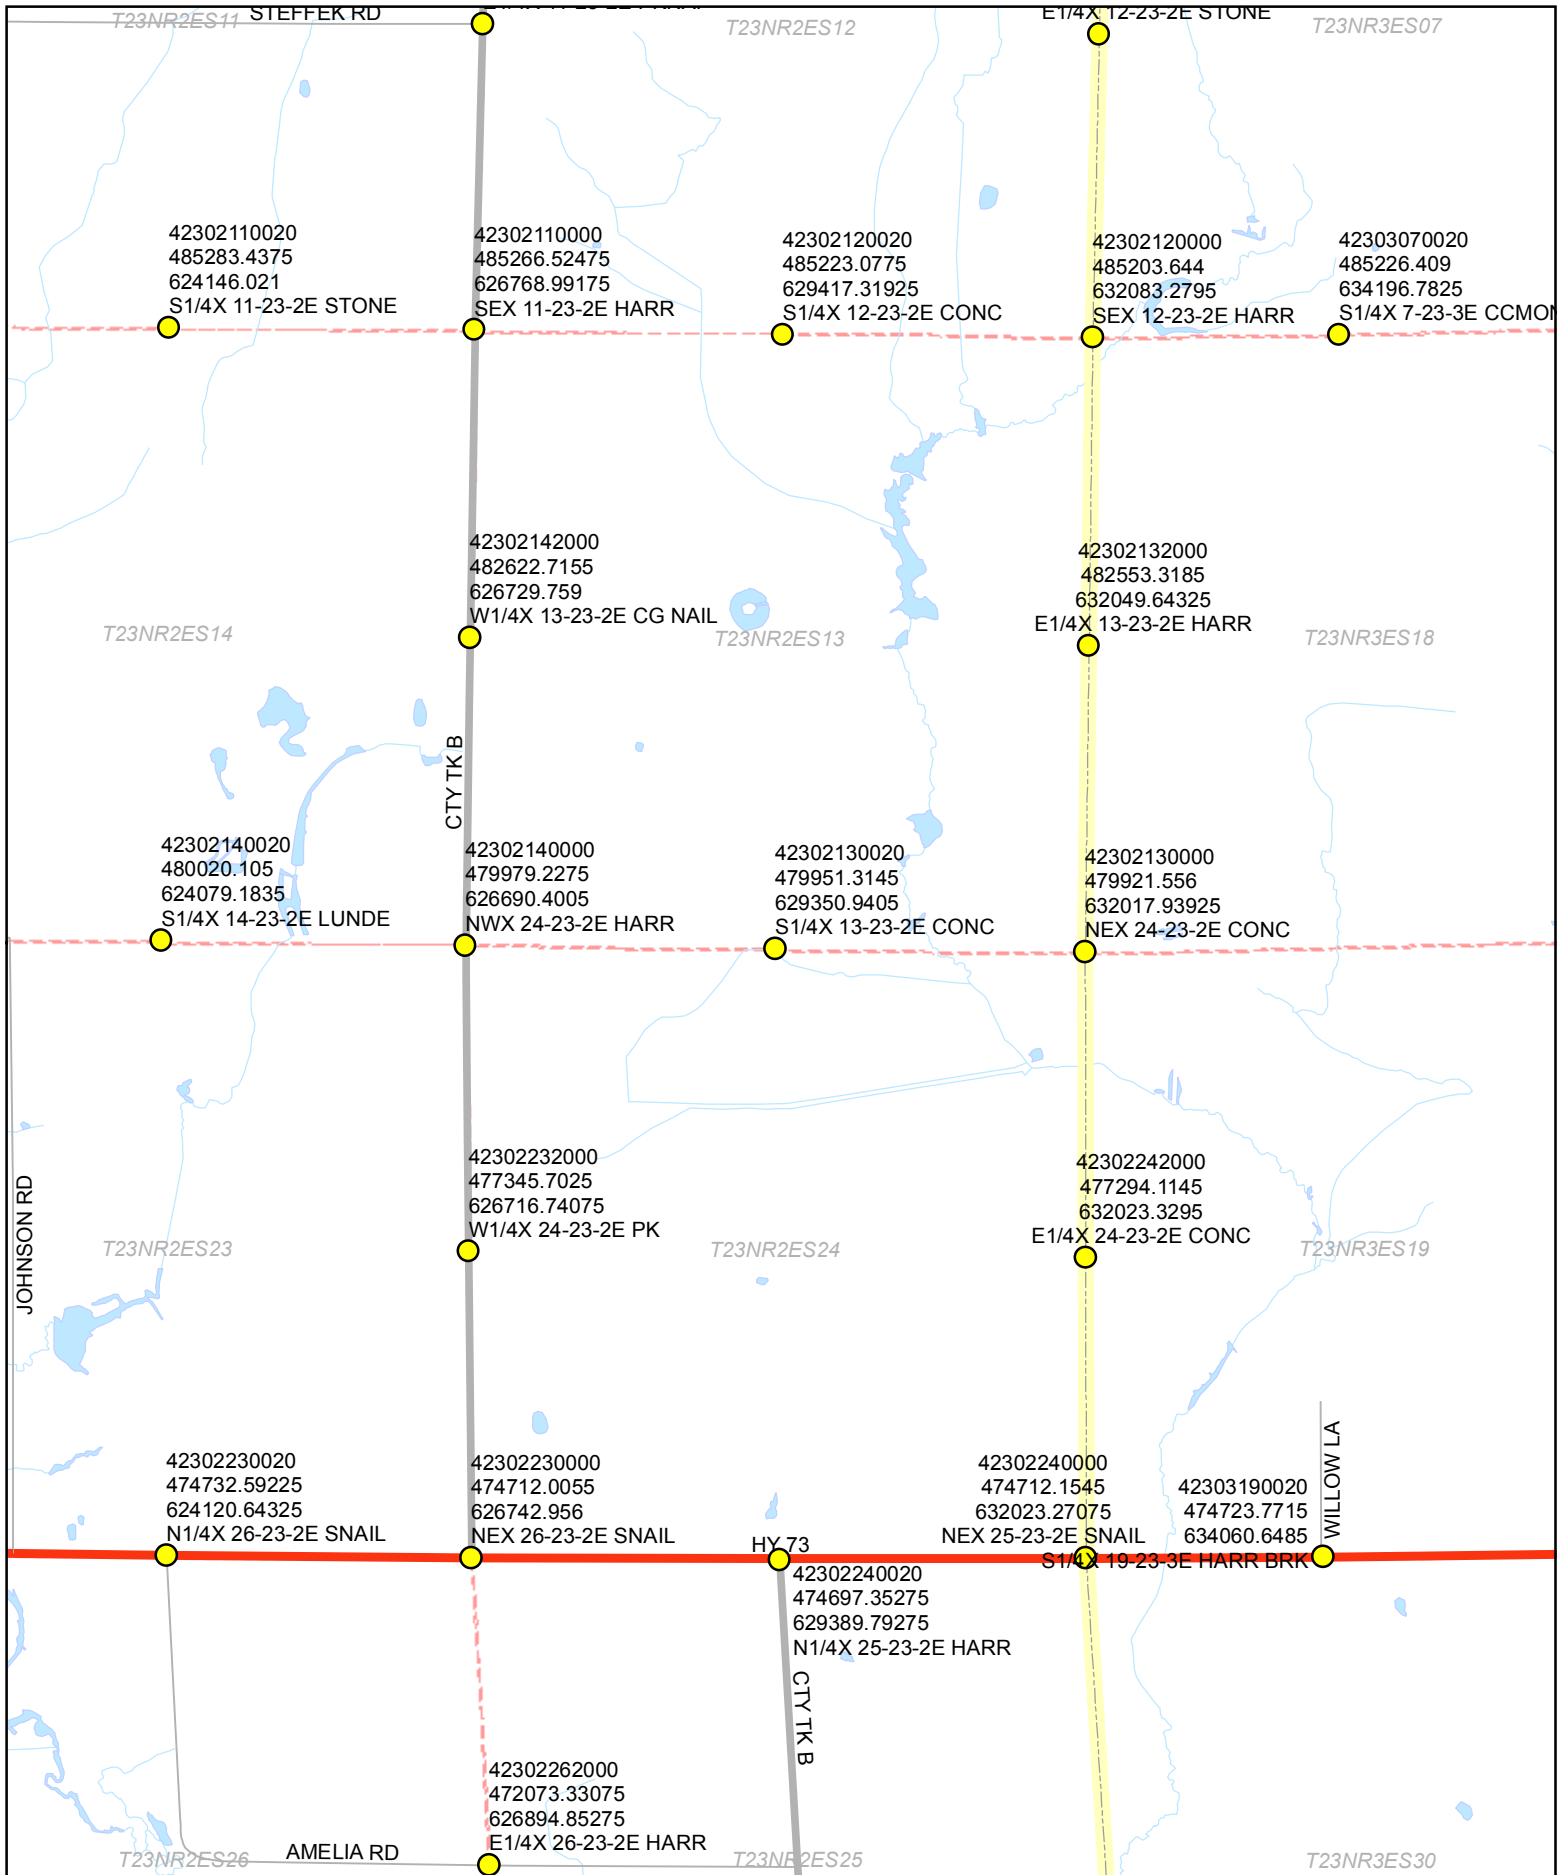 T23NR2ES11
STEFFEK RD
T23NR2ES12
E1/4X 12-23-2E STONE
T23NR3ES07
42302110020
485283.4375
624146.021
S1/4X 11-23-2E STONE
42302110000
485266.52475
626768.99175
SEX 11-23-2E HARR
42302120020
485223.0775
629417.31925
S1/4X 12-23-2E CONC
42302120000
485203.644
632083.2795
SEX 12-23-2E HARR
42303070020
485226.409
634196.7825
S1/4X 7-23-3E CCMON
42302142000
482622.7155
626729.759
W1/4X 13-23-2E CG NAIL
42302132000
482553.3185
632049.64325
E1/4X 13-23-2E HARR
T23NR2ES14
T23NR2ES13
T23NR3ES18
CTY TK B
42302140020
480020.105
624079.1835
S1/4X 14-23-2E LUNDE
42302140000
479979.2275
626690.4005
NWX 24-23-2E HARR
42302130020
479951.3145
629350.9405
S1/4X 13-23-2E CONC
42302130000
479921.556
632017.93925
NEX 24-23-2E CONC
42302232000
477345.7025
626716.74075
W1/4X 24-23-2E PK
42302242000
477294.1145
632023.3295
E1/4X 24-23-2E CONC
JOHNSON RD
T23NR2ES23
T23NR2ES24
T23NR3ES19
42302230020
474732.59225
624120.64325
N1/4X 26-23-2E SNAIL
42302230000
474712.0055
626742.956
NEX 26-23-2E SNAIL
42302240000
474712.1545
632023.27075
NEX 25-23-2E SNAIL
42303190020
474723.7715
634060.6485
S1/4X 19-23-3E HARR BRK
WILLOW LA
HY 73
42302240020
474697.35275
629389.79275
N1/4X 25-23-2E HARR
CTY TK B
42302262000
472073.33075
626894.85275
E1/4X 26-23-2E HARR
T23NR2ES26
AMELIA RD
T23NR2ES25
T23NR3ES30